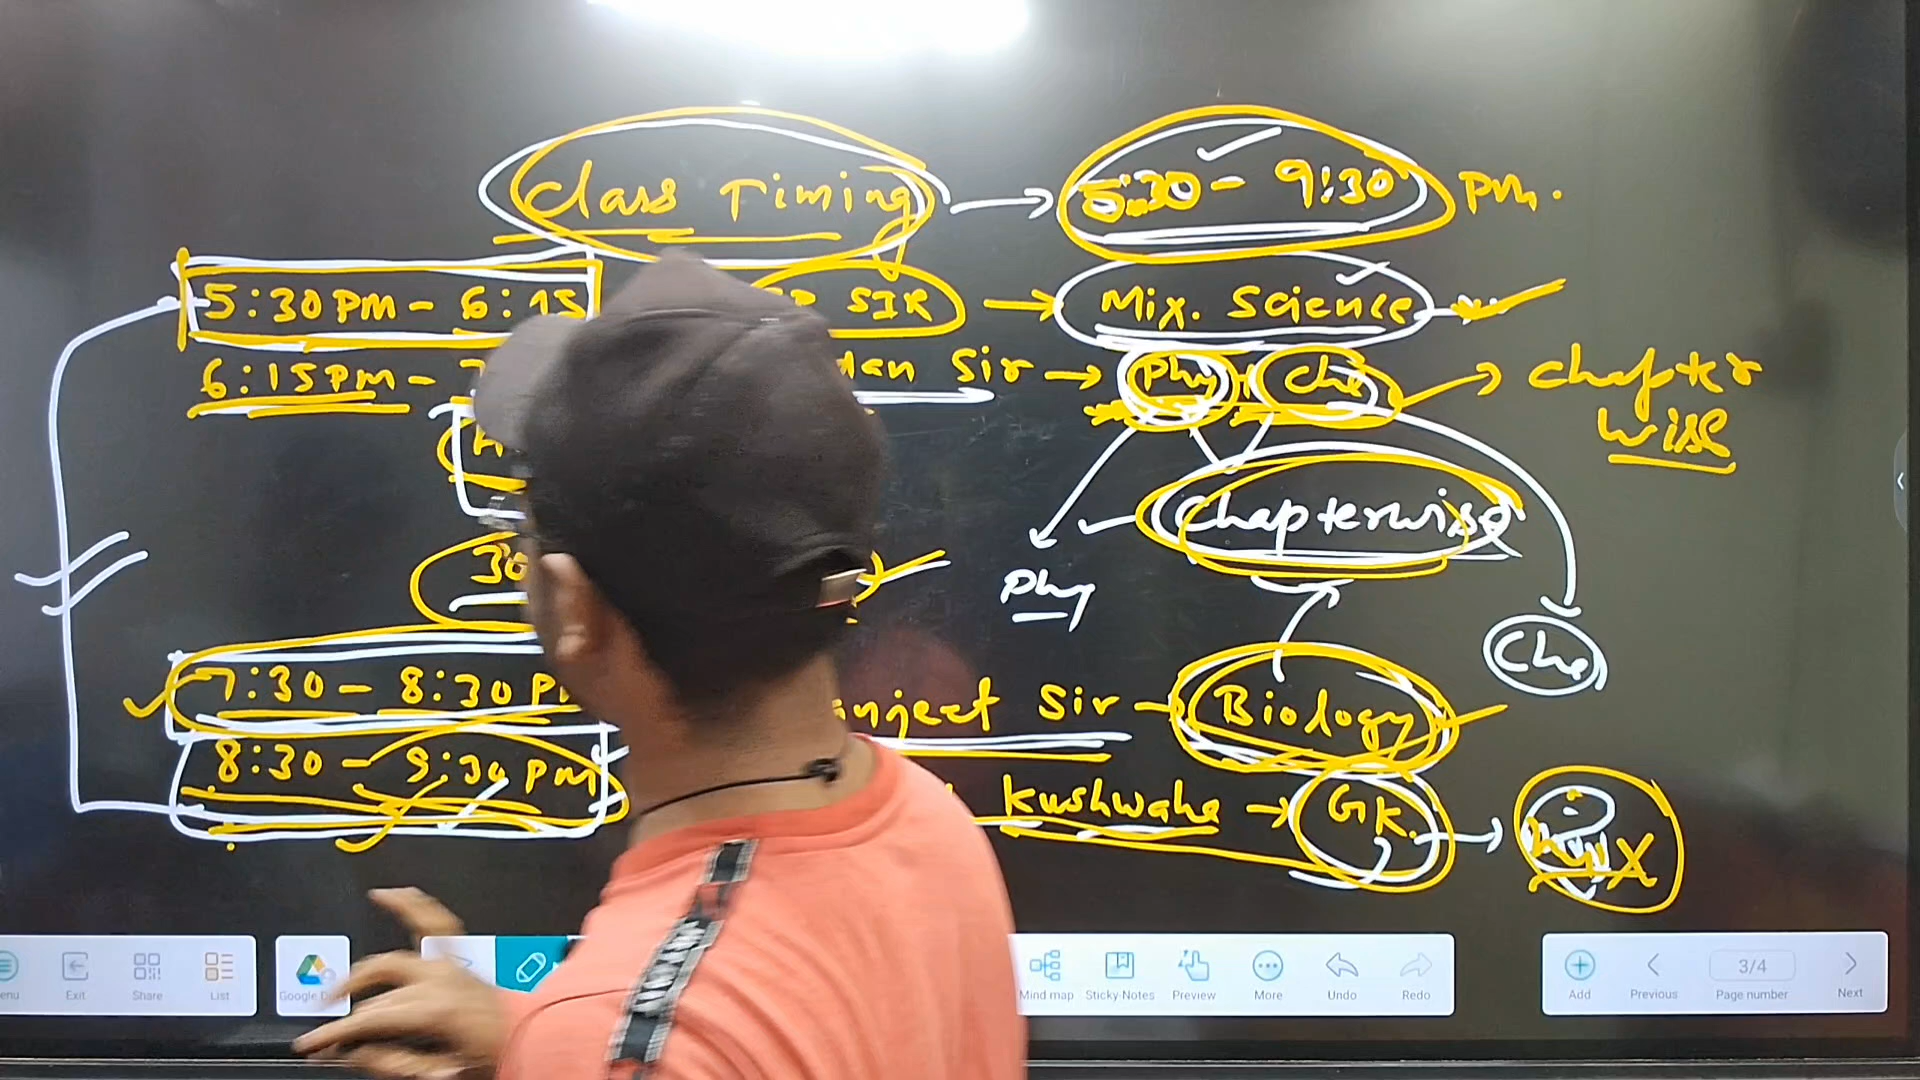 Class Timing → 5:30 - 9:30 PM.
5:30 PM - 6:15 SIR → Mix. Science
6:15 PM - Sir → Phy + Che → Chapter wise
Chapterwise
30
Phy
Che
7:30 - 8:30 Sir - Biology
8:30 - 9:30 PM Kushwaha → GK. →
Exit Share List Google Mind map Sticky Notes Preview More Undo Redo Add Previous 3/4 Page number Next